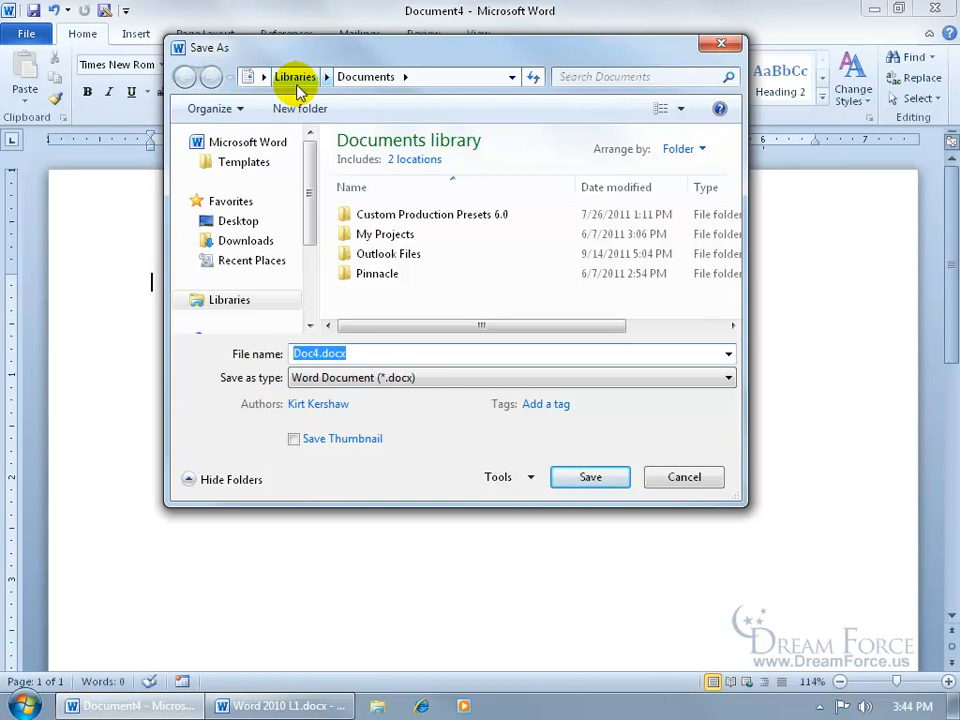 Document4 - Microsoft Word
File
Home
Insert
Save As
Libraries
Documents
Search Documents
Organize
New folder
Times New Rom
Paste
B I U
Clipboard
Heading 2
Change
Styles
Find
Replace
Select
Editing
Microsoft Word
Templates
Favorites
Desktop
Downloads
Recent Places
Libraries
Documents library
Includes: 2 locations
Arrange by: Folder
Name Date modified Type
Custom Production Presets 6.0 7/26/2011 1:11 PM File folder
My Projects 6/7/2011 3:06 PM File folder
Outlook Files 9/14/2011 5:04 PM File folder
Pinnacle 6/7/2011 2:54 PM File folder
File name: Doc4.docx
Save as type: Word Document (*.docx)
Authors: Kirt Kershaw Tags: Add a tag
Save Thumbnail
Hide Folders
Tools
Save
Cancel
DREAM FORCE
www.DreamForce.us
Page: 1 of 1 Words: 0
114%
Document4 - Micros...
Word 2010 L1.docx - ...
3:44 PM